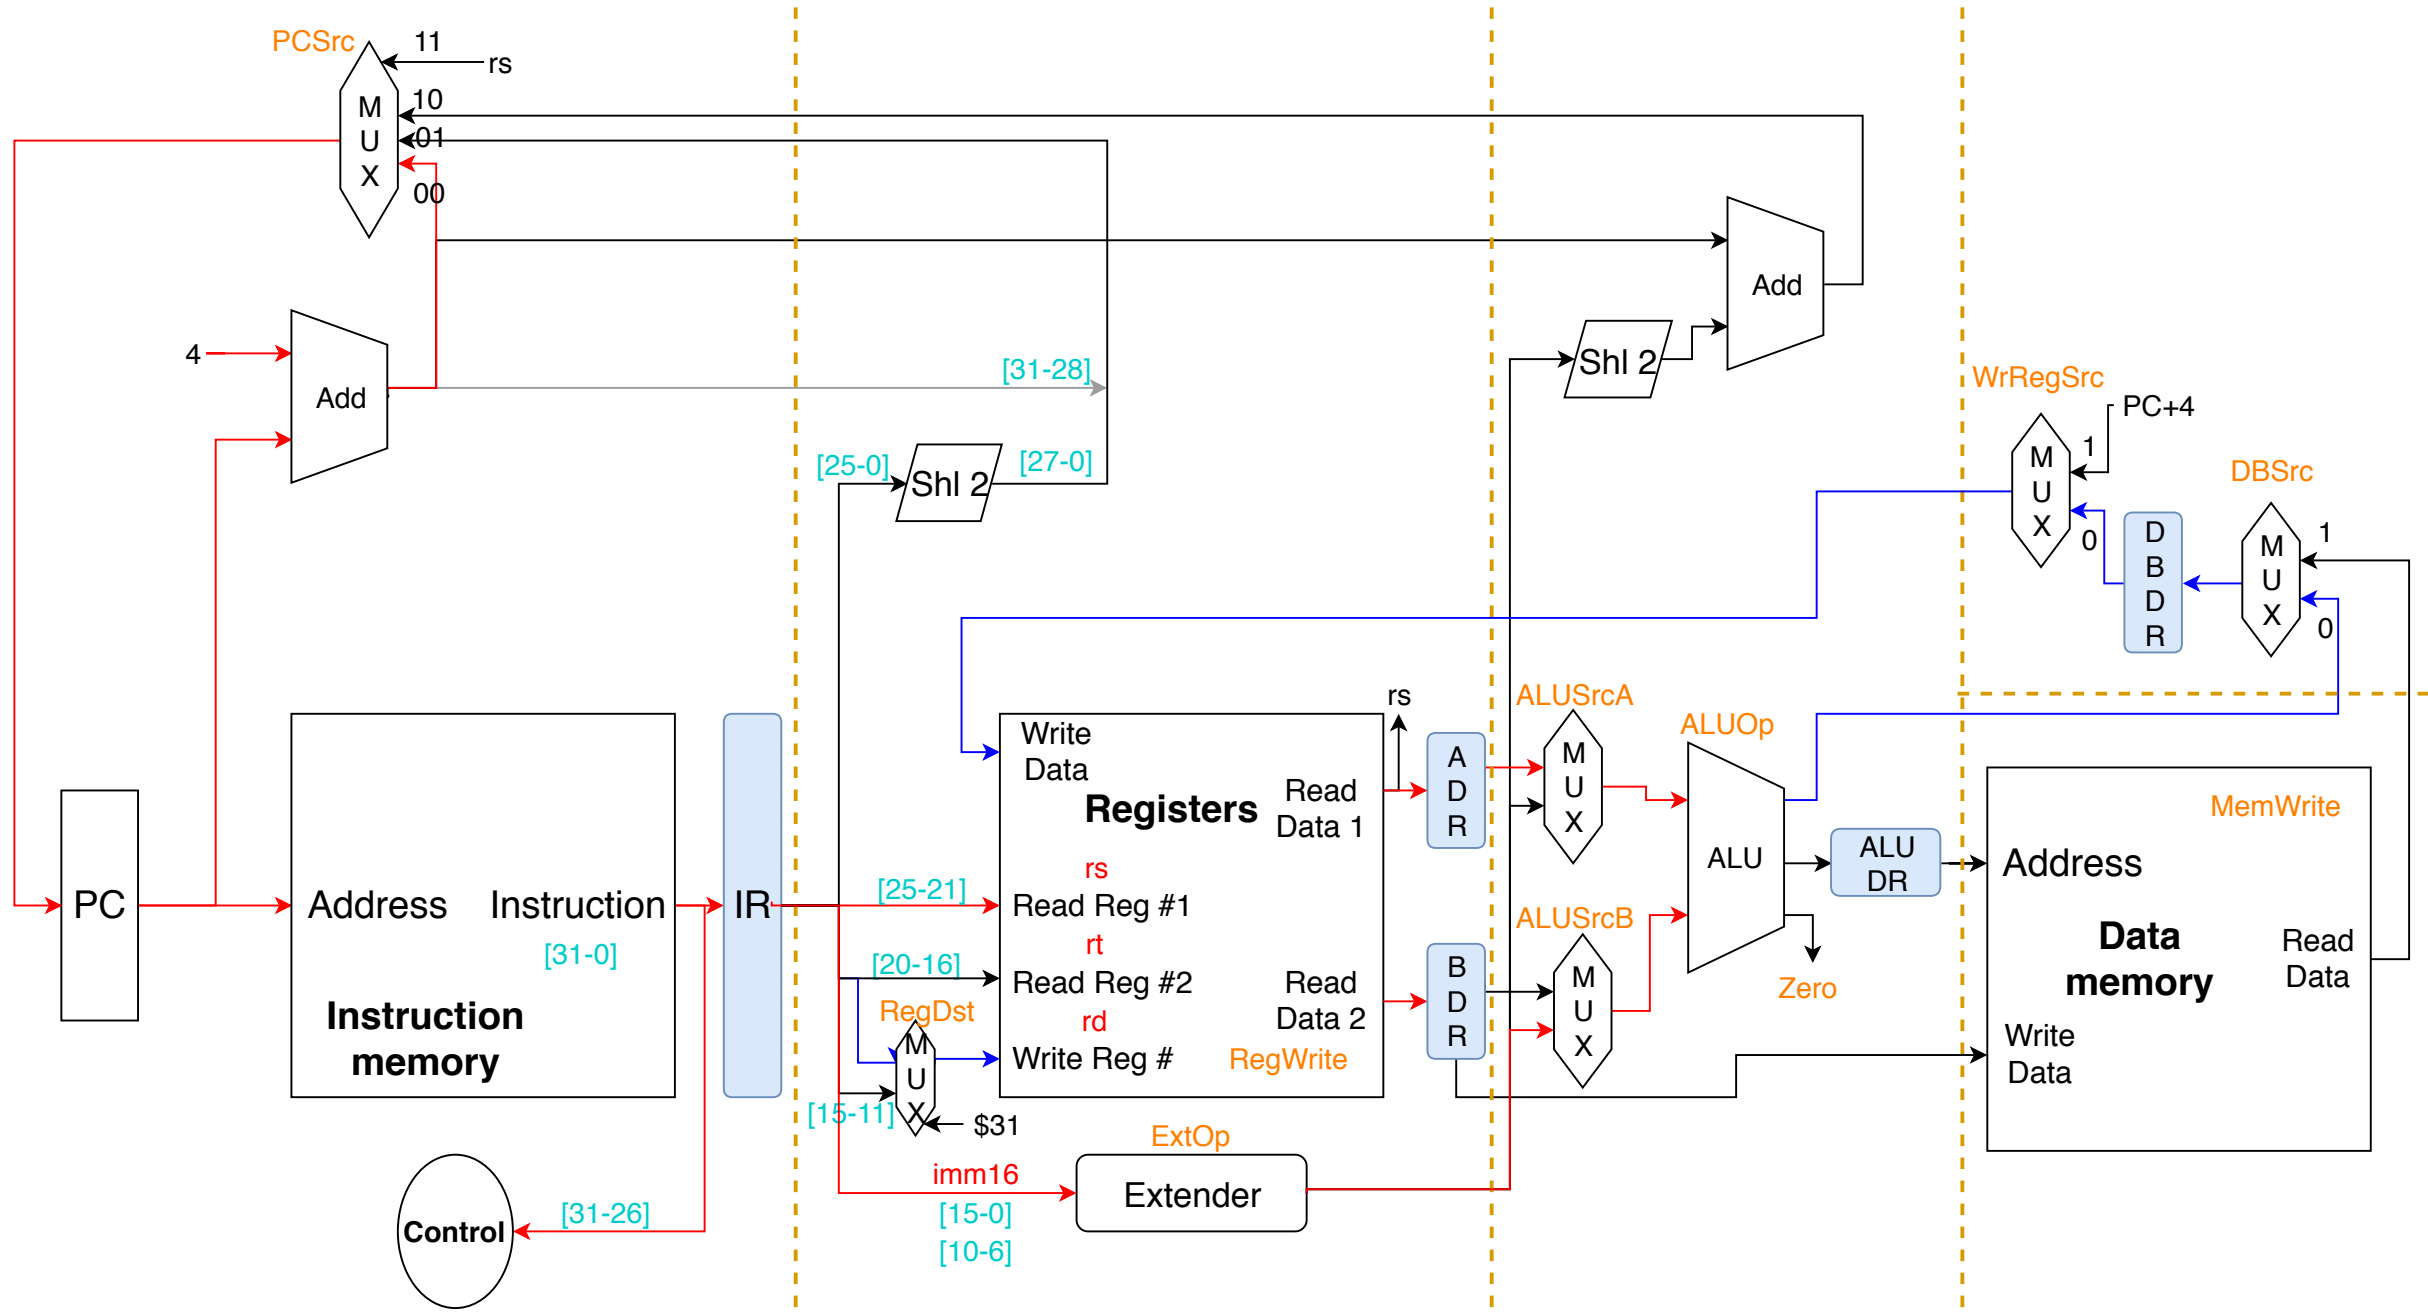 PCSrc
11
rs
10
01
00
M
U
X
4
Add
[31-28]
[25-0]
Shl 2
[27-0]
Add
Shl 2
WrRegSrc
PC+4
1
M
U
X
0
DBSrc
D
B
D
R
1
M
U
X
0
PC
Address
Instruction
[31-0]
Instruction
memory
IR
Control
[31-26]
[25-21]
[20-16]
RegDst
M
U
X
[15-11]
$31
Write
Data
Registers
Read
Data 1
rs
Read Reg #1
rt
Read Reg #2
rd
Write Reg #
Read
Data 2
RegWrite
imm16
[15-0]
[10-6]
ExtOp
Extender
rs
A
D
R
B
D
R
ALUSrcA
M
U
X
ALUSrcB
M
U
X
ALUOp
ALU
Zero
ALU
DR
MemWrite
Address
Data
memory
Read
Data
Write
Data